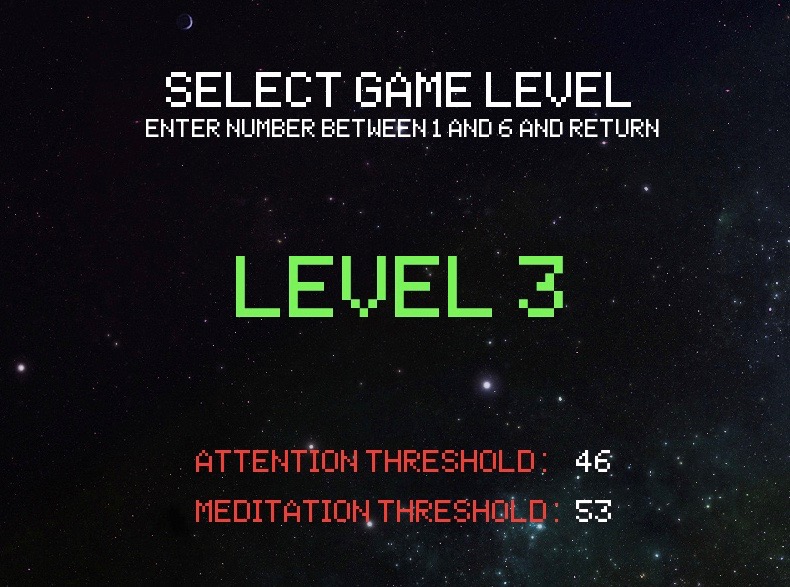 SELECT GAME LEVEL
ENTER NUMBER BETWEEN 1 AND 6 AND RETURN
LEVEL 3
ATTENTION THRESHOLD: 46
MEDITATION THRESHOLD: 53